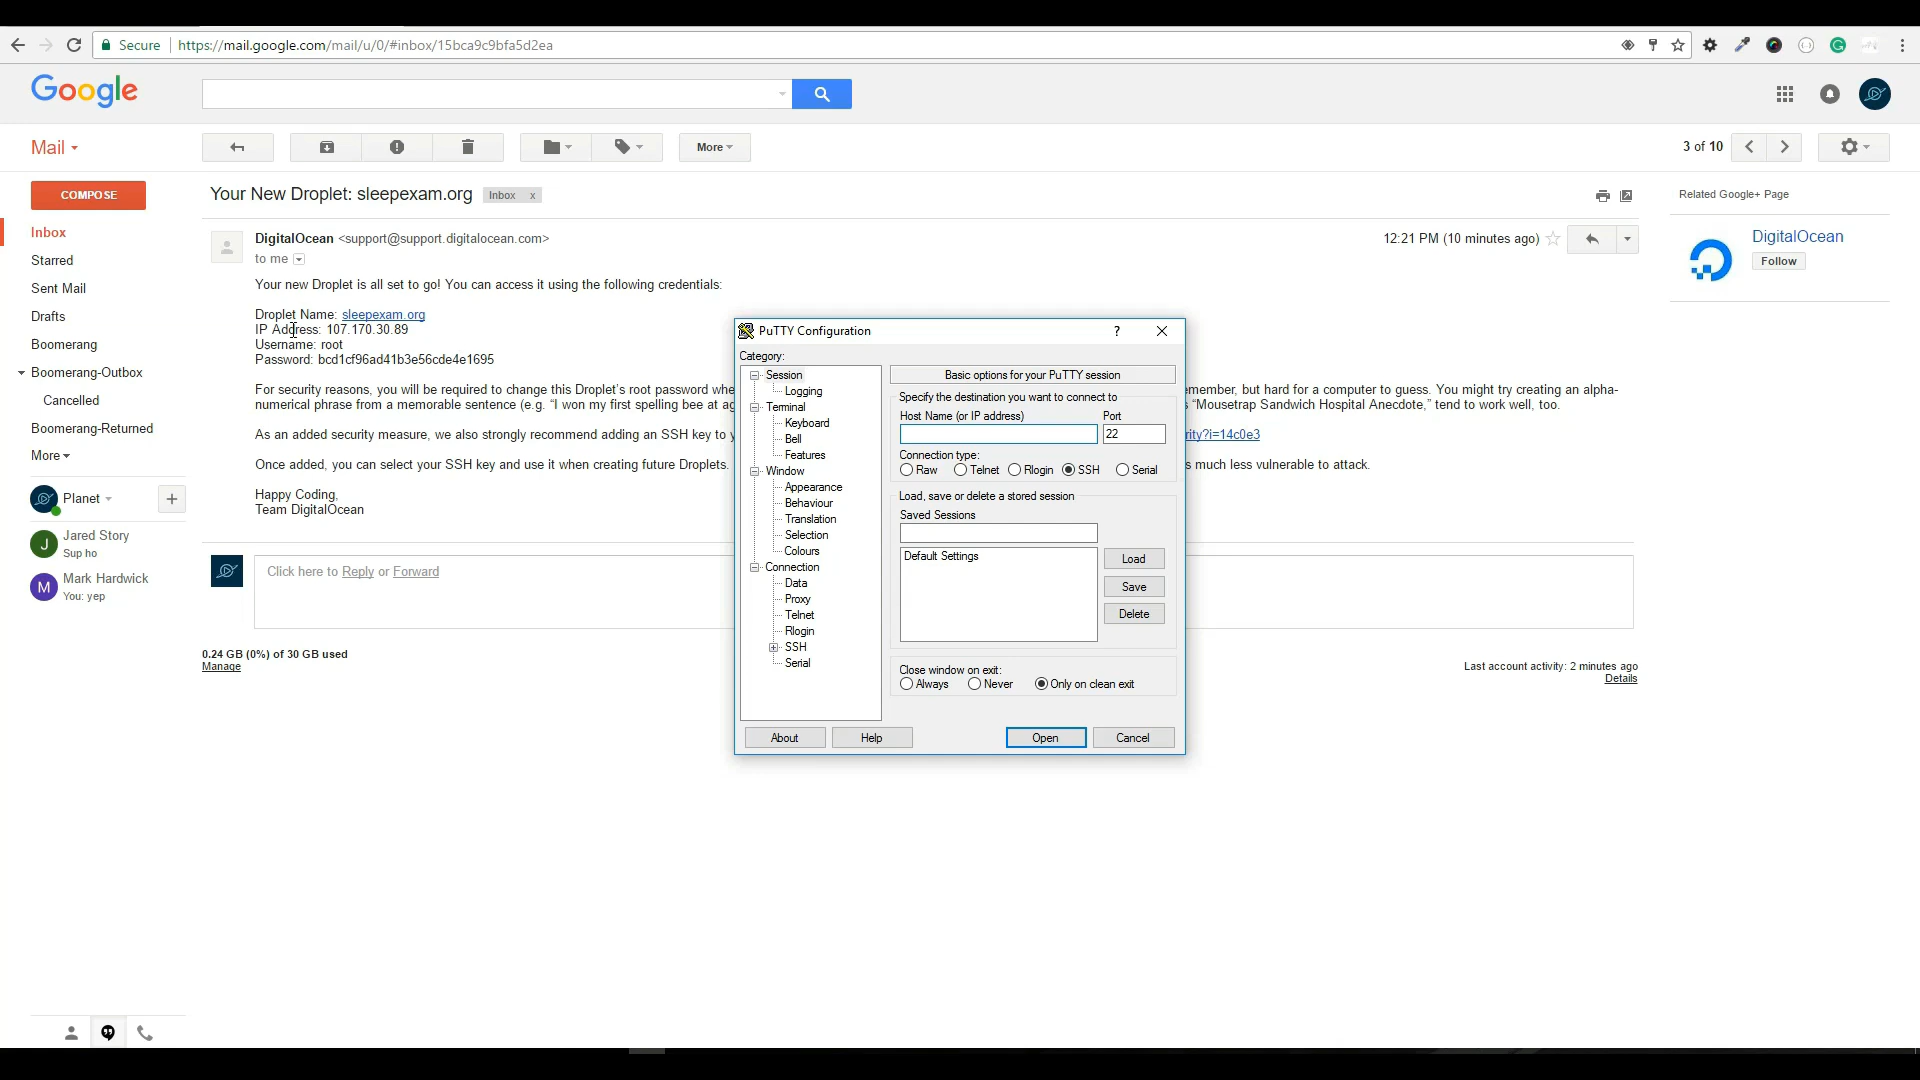 Secure https://mail.google.com/mail/u/0/#inbox/15bca9c9bfa5d2ea
Google
Mail
More
3 of 10
COMPOSE
Your New Droplet: sleepexam.org
Inbox x
Related Google+ Page
Inbox
Starred
Sent Mail
Drafts
Boomerang
Boomerang-Outbox
Cancelled
Boomerang-Returned
More
Planet
Jared Story
Sup ho
Mark Hardwick
You: yep
J
M
DigitalOcean <support@support.digitalocean.com>
12:21 PM (10 minutes ago)
to me
DigitalOcean
Follow
Your new Droplet is all set to go! You can access it using the following credentials:
Droplet Name: sleepexam.org
IP Address: 107.170.30.89
Username: root
Password: bcd1cf96ad41b3e56cde4e1695
For security reasons, you will be required to change this Droplet's root password whe
emember, but hard for a computer to guess. You might try creating an alpha-
numerical phrase from a memorable sentence (e.g. “I won my first spelling bee at ag
s “Mousetrap Sandwich Hospital Anecdote,” tend to work well, too.
As an added security measure, we also strongly recommend adding an SSH key to y
rity?i=14c0e3
Once added, you can select your SSH key and use it when creating future Droplets.
s much less vulnerable to attack.
Happy Coding,
Team DigitalOcean
Click here to Reply or Forward
0.24 GB (0%) of 30 GB used
Manage
Last account activity: 2 minutes ago
Details
PuTTY Configuration
? 
Category:
Session
Logging
Terminal
Keyboard
Bell
Features
Window
Appearance
Behaviour
Translation
Selection
Colours
Connection
Data
Proxy
Telnet
Rlogin
SSH
Serial
Basic options for your PuTTY session
Specify the destination you want to connect to
Host Name (or IP address) Port
22
Connection type:
Raw Telnet Rlogin SSH Serial
Load, save or delete a stored session
Saved Sessions
Default Settings
Load
Save
Delete
Close window on exit:
Always Never Only on clean exit
About Help Open Cancel